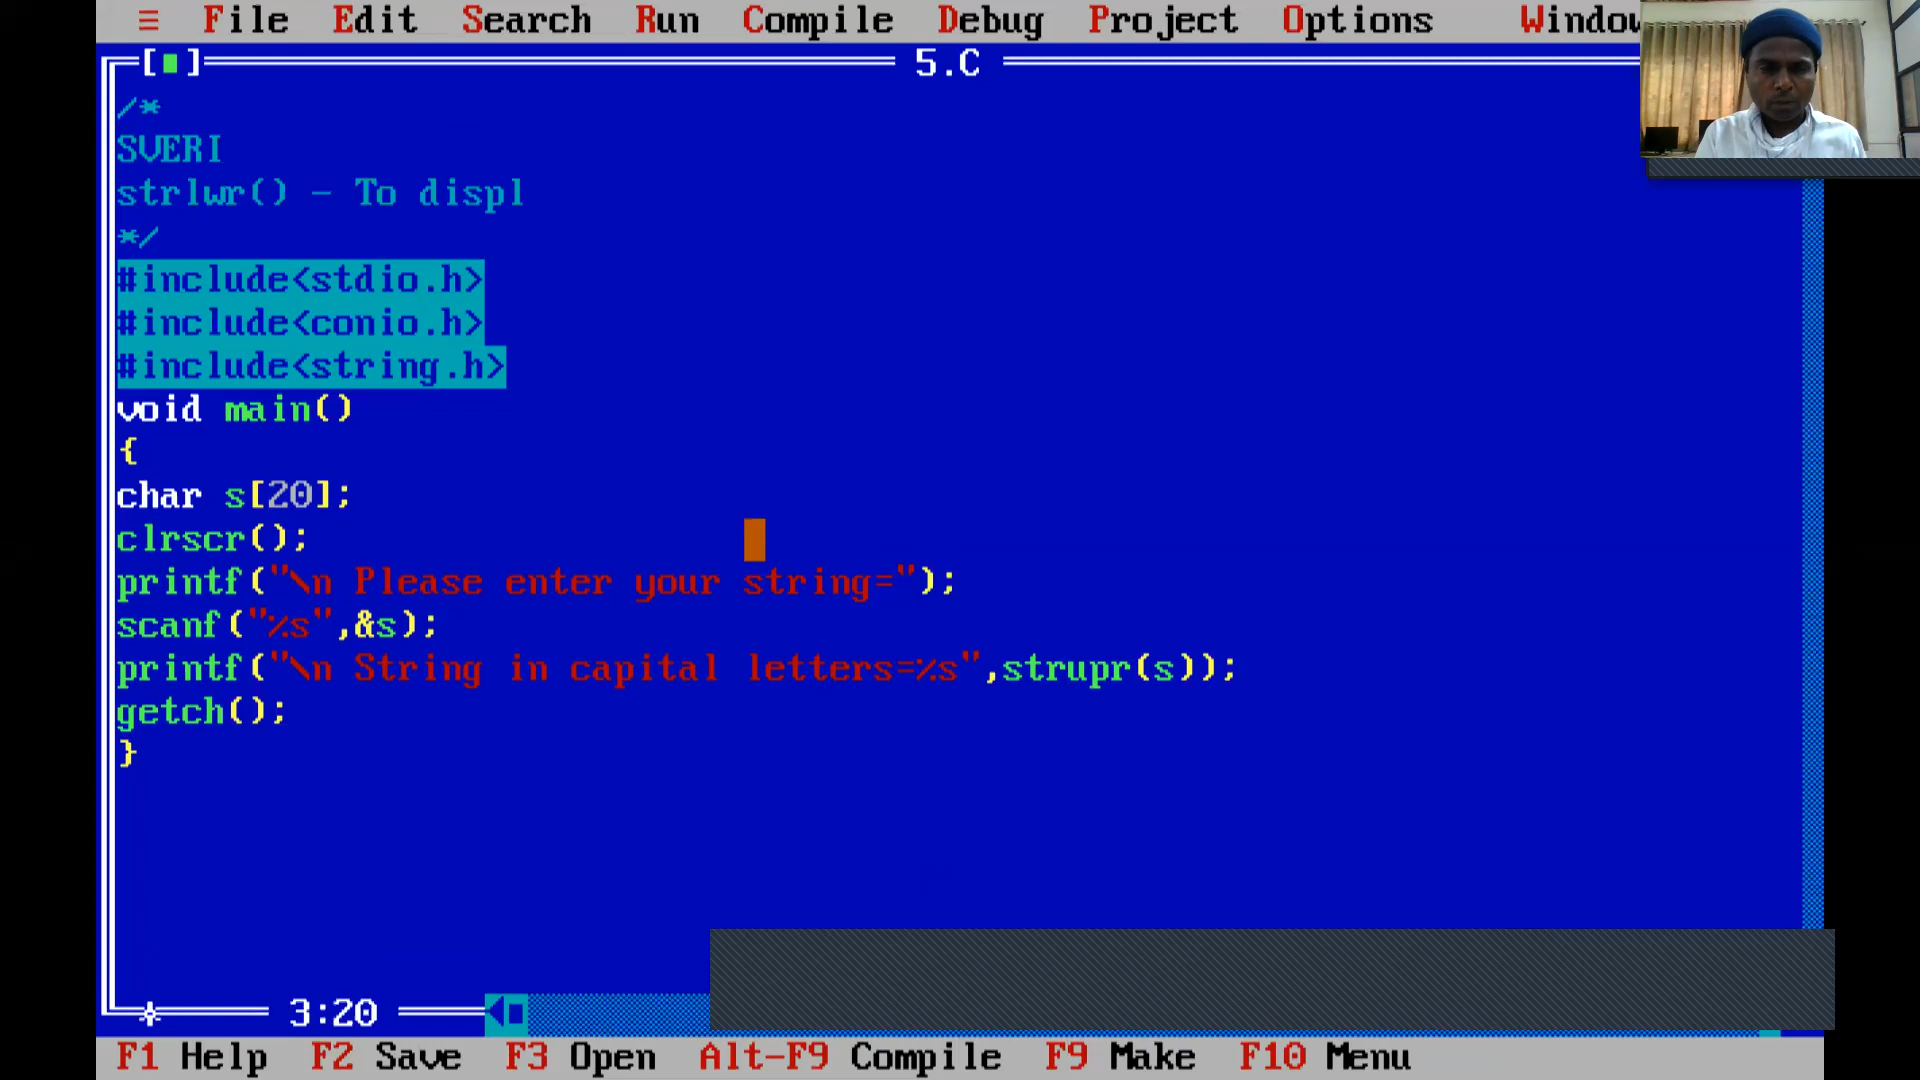 ≡ File Edit Search Run Compile Debug Project Options Window
[■] 5.C
/*
SVERI
strlwr() - To displ
*/
#include<stdio.h>
#include<conio.h>
#include<string.h>
void main()
{
char s[20];
clrscr();
printf("\n Please enter your string=");
scanf("%s",&s);
printf("\n String in capital letters=%s",strupr(s));
getch();
}
3:20
F1 Help F2 Save F3 Open Alt-F9 Compile F9 Make F10 Menu